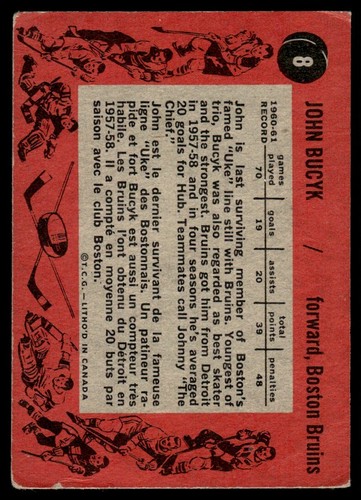 8
JOHN BUCYK / forward, Boston Bruins
games total
played goals assists points penalties
1960-61
RECORD 70 19 20 39 48
John is last surviving member of Boston's
famed "Uke" line still with Bruins. Youngest of
trio, Bucyk was also regarded as best skater
and the strongest. Bruins got him from Detroit
in 1957-58 and in four seasons he's averaged
20 goals for Hub. Teammates call Johnny "The
Chief."
John est le dernier survivant de la fameuse
ligne "Uke" des Bostonnais. Un patineur ra-
pide et fort Bucyk est aussi un compteur très
habile. Les Bruins l'ont obtenu du Détroit en
1957-58. Il a compté en moyenne 20 buts par
saison avec le club Boston.
©T.C.G.—LITHO'D IN CANADA